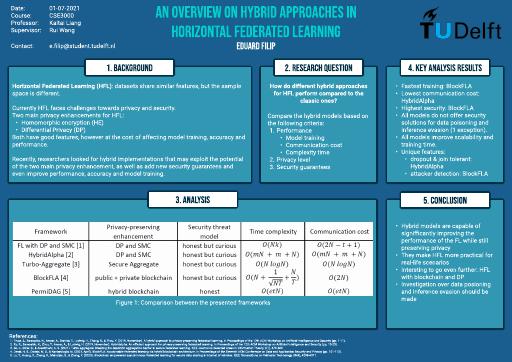 Date: 01-07-2021
Course: CSE3000
Professor: Kaitai Liang
Supervisor: Rui Wang
Contact: e.filip@student.tudelft.nl
AN OVERVIEW ON HYBRID APPROACHES IN
HORIZONTAL FEDERATED LEARNING
EDUARD FILIP
TU Delft
1. BACKGROUND
Horizontal Federated Learning (HFL): datasets share similar features, but the sample
space is different.
Currently HFL faces challenges towards privacy and security.
Two main privacy enhancements for HFL:
• Homomorphic encryption (HE)
• Differential Privacy (DP)
Both have good features, however at the cost of affecting model training, accuracy and
performance.
Recently, researchers looked for hybrid implementations that may exploit the potential
of the two main privacy enhancement, as well as add new security guarantees and
even improve performance, accuracy and model training.
2. RESEARCH QUESTION
How do different hybrid approaches
for HFL perform compared to the
classic ones?
Compare the hybrid models based on
the following criteria:
1. Performance
• Model training
• Communication cost
• Complexity time
2. Privacy level
3. Security guarantees
4. KEY ANALYSIS RESULTS
• Fastest training: BlockFLA
• Lowest communication cost:
HybridAlpha
• Highest security: BlockFLA
• All models do not offer security
solutions for data poisoning and
inference evasion (1 exception).
• All models improve scalability and
training time.
• Unique features:
• dropout & join tolerant:
HybridAlpha
• attacker detection: BlockFLA
3. ANALYSIS
Framework Privacy-preserving enhancement Security threat model Time complexity Communication cost
FL with DP and SMC [1] DP and SMC honest but curious O(Nk) O(2N − t + 1)
HybridAlpha [2] DP and SMC honest but curious O(mN + m + N) O(mN + m + N)
Turbo-Aggregate [3] Secure Aggregate honest but curious O(N logN) O(N logN)
BlockFLA [4] public + private blockchain honest but curious O(2N)
PermiDAG [5] hybrid blockchain honest O(etN) O(etN)
Figure 1: Comparison between the presented frameworks
5. CONCLUSION
• Hybrid models are capable of
significantly improving the
performance of the FL while still
preserving privacy
• They make HFL more practical for
real-life scenarios
• Intersting to go even further: HFL
with blockchain and DP
• Investigation over data posioning
and Inference evasion should be
made
References: